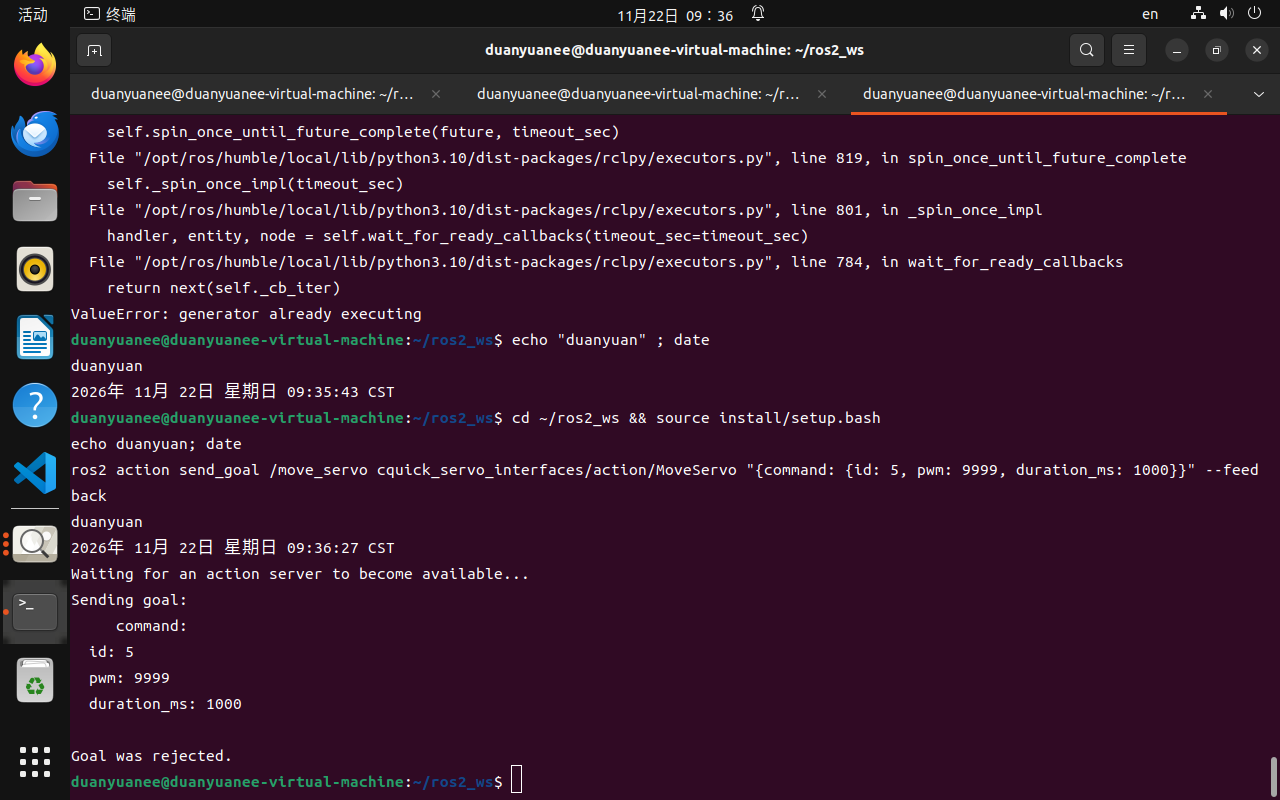 活动
终端
11月22日 09：36
en
duanyuanee@duanyuanee-virtual-machine: ~/ros2_ws
duanyuanee@duanyuanee-virtual-machine: ~/r…
duanyuanee@duanyuanee-virtual-machine: ~/r…
duanyuanee@duanyuanee-virtual-machine: ~/r…
self.spin_once_until_future_complete(future, timeout_sec)
File "/opt/ros/humble/local/lib/python3.10/dist-packages/rclpy/executors.py", line 819, in spin_once_until_future_complete
self._spin_once_impl(timeout_sec)
File "/opt/ros/humble/local/lib/python3.10/dist-packages/rclpy/executors.py", line 801, in _spin_once_impl
handler, entity, node = self.wait_for_ready_callbacks(timeout_sec=timeout_sec)
File "/opt/ros/humble/local/lib/python3.10/dist-packages/rclpy/executors.py", line 784, in wait_for_ready_callbacks
return next(self._cb_iter)
ValueError: generator already executing
duanyuanee@duanyuanee-virtual-machine:~/ros2_ws$ echo "duanyuan" ; date
duanyuan
2026年 11月 22日 星期日 09:35:43 CST
duanyuanee@duanyuanee-virtual-machine:~/ros2_ws$ cd ~/ros2_ws && source install/setup.bash
echo duanyuan; date
ros2 action send_goal /move_servo cquick_servo_interfaces/action/MoveServo "{command: {id: 5, pwm: 9999, duration_ms: 1000}}" --feed
back
duanyuan
2026年 11月 22日 星期日 09:36:27 CST
Waiting for an action server to become available...
Sending goal:
command:
id: 5
pwm: 9999
duration_ms: 1000
Goal was rejected.
duanyuanee@duanyuanee-virtual-machine:~/ros2_ws$